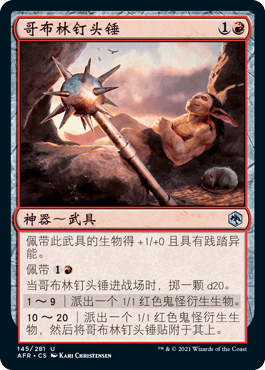 哥布林钉头锤 1
神器～武具
佩带此武具的生物得 +1/+0 且具有践踏异
能。
佩带 1
当哥布林钉头锤进战场时，掷一颗 d20。
1～9 | 派出一个 1/1 红色鬼怪衍生生物。
10～20 | 派出一个 1/1 红色鬼怪衍生生
物，然后将哥布林钉头锤贴附于其上。
145/281 U
AFR • CS KARI CHRISTENSEN
™ & © 2021 Wizards of the Coast